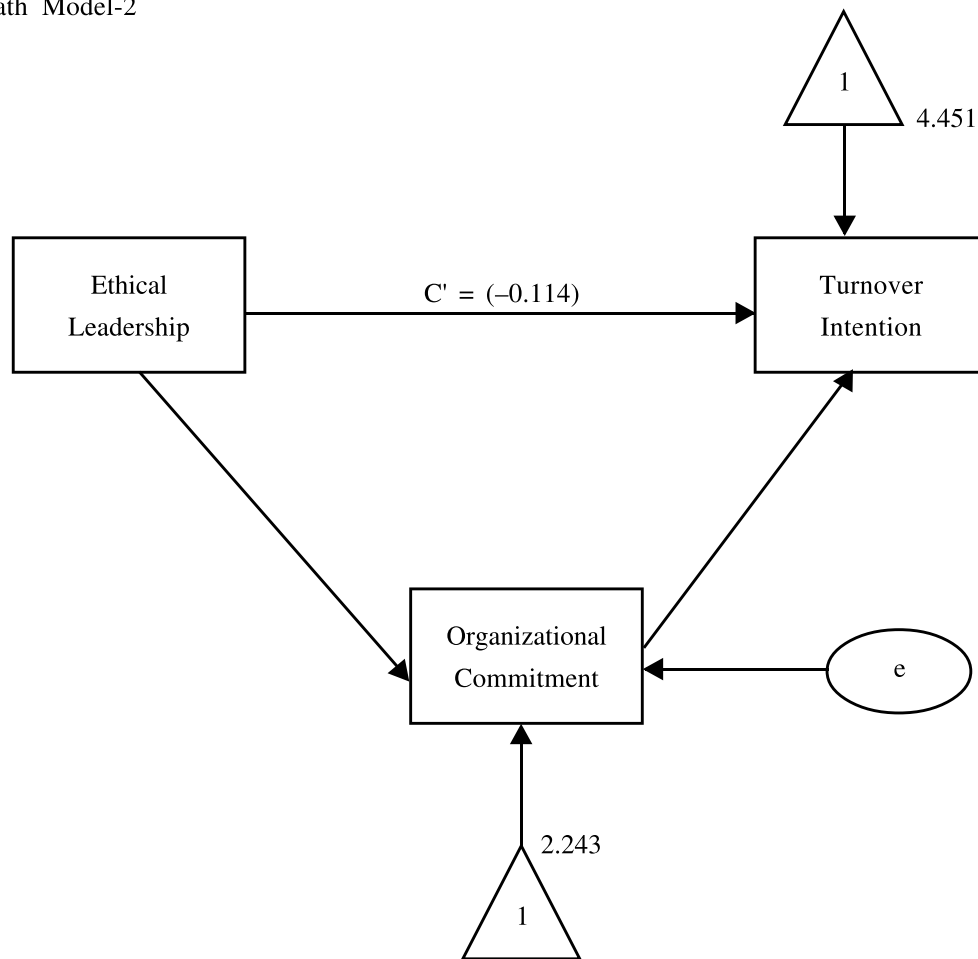 ath Model-2
1
4.451
Ethical
Leadership
C' = (–0.114)
Turnover
Intention
Organizational
Commitment
e
2.243
1